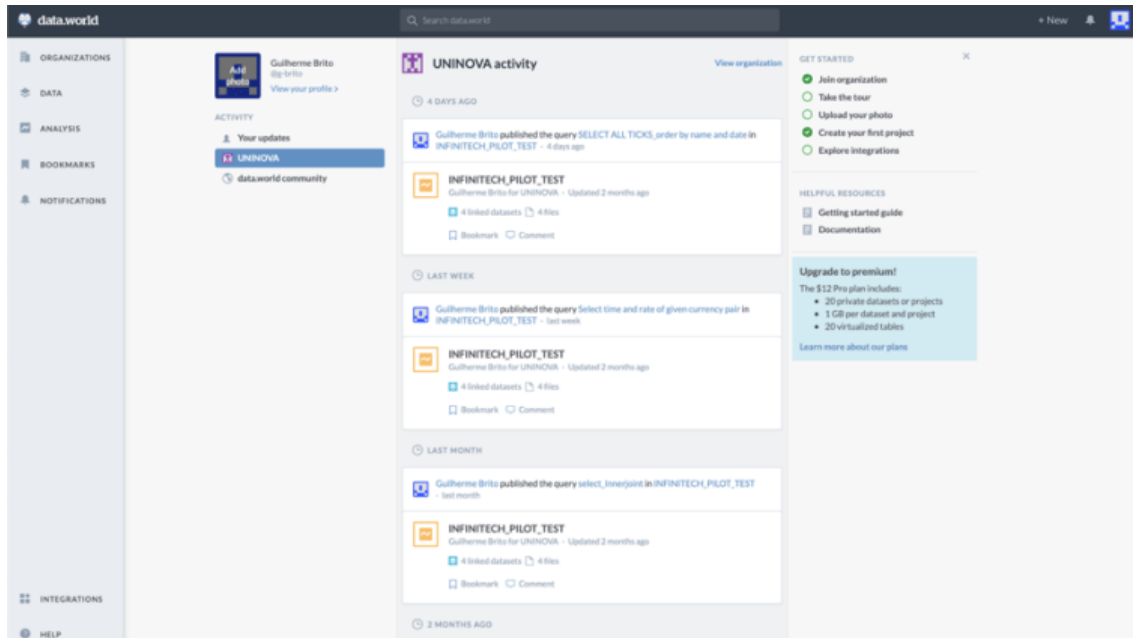 data.world
Search data.world
+ New
ORGANIZATIONS
DATA
ANALYSIS
BOOKMARKS
NOTIFICATIONS
INTEGRATIONS
HELP
Add
photo
Guilherme Brito
@g-brito
View your profile >
ACTIVITY
Your updates
UNINOVA
data.world community
UNINOVA activity
View organization
4 DAYS AGO
Guilherme Brito published the query SELECT ALL TICKS_order by name and date in
INFINITECH_PILOT_TEST - 4 days ago
INFINITECH_PILOT_TEST
Guilherme Brito for UNINOVA - Updated 2 months ago
4 linked datasets 4 files
Bookmark Comment
LAST WEEK
Guilherme Brito published the query Select time and rate of given currency pair in
INFINITECH_PILOT_TEST - last week
INFINITECH_PILOT_TEST
Guilherme Brito for UNINOVA - Updated 2 months ago
4 linked datasets 4 files
Bookmark Comment
LAST MONTH
Guilherme Brito published the query select_Innerjoint in INFINITECH_PILOT_TEST
- last month
INFINITECH_PILOT_TEST
Guilherme Brito for UNINOVA - Updated 2 months ago
4 linked datasets 4 files
Bookmark Comment
2 MONTHS AGO
GET STARTED
Join organization
Take the tour
Upload your photo
Create your first project
Explore integrations
HELPFUL RESOURCES
Getting started guide
Documentation
Upgrade to premium!
The $12 Pro plan includes:
• 20 private datasets or projects
• 1 GB per dataset and project
• 20 virtualized tables
Learn more about our plans